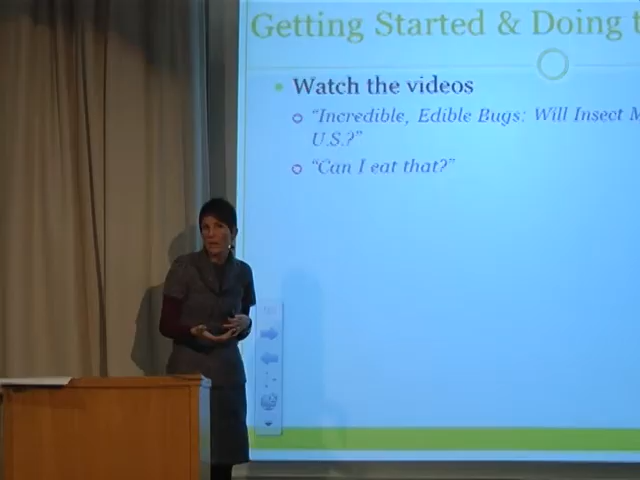 Getting Started & Doing t
Watch the videos
"Incredible, Edible Bugs: Will Insect M
U.S.?"
"Can I eat that?"